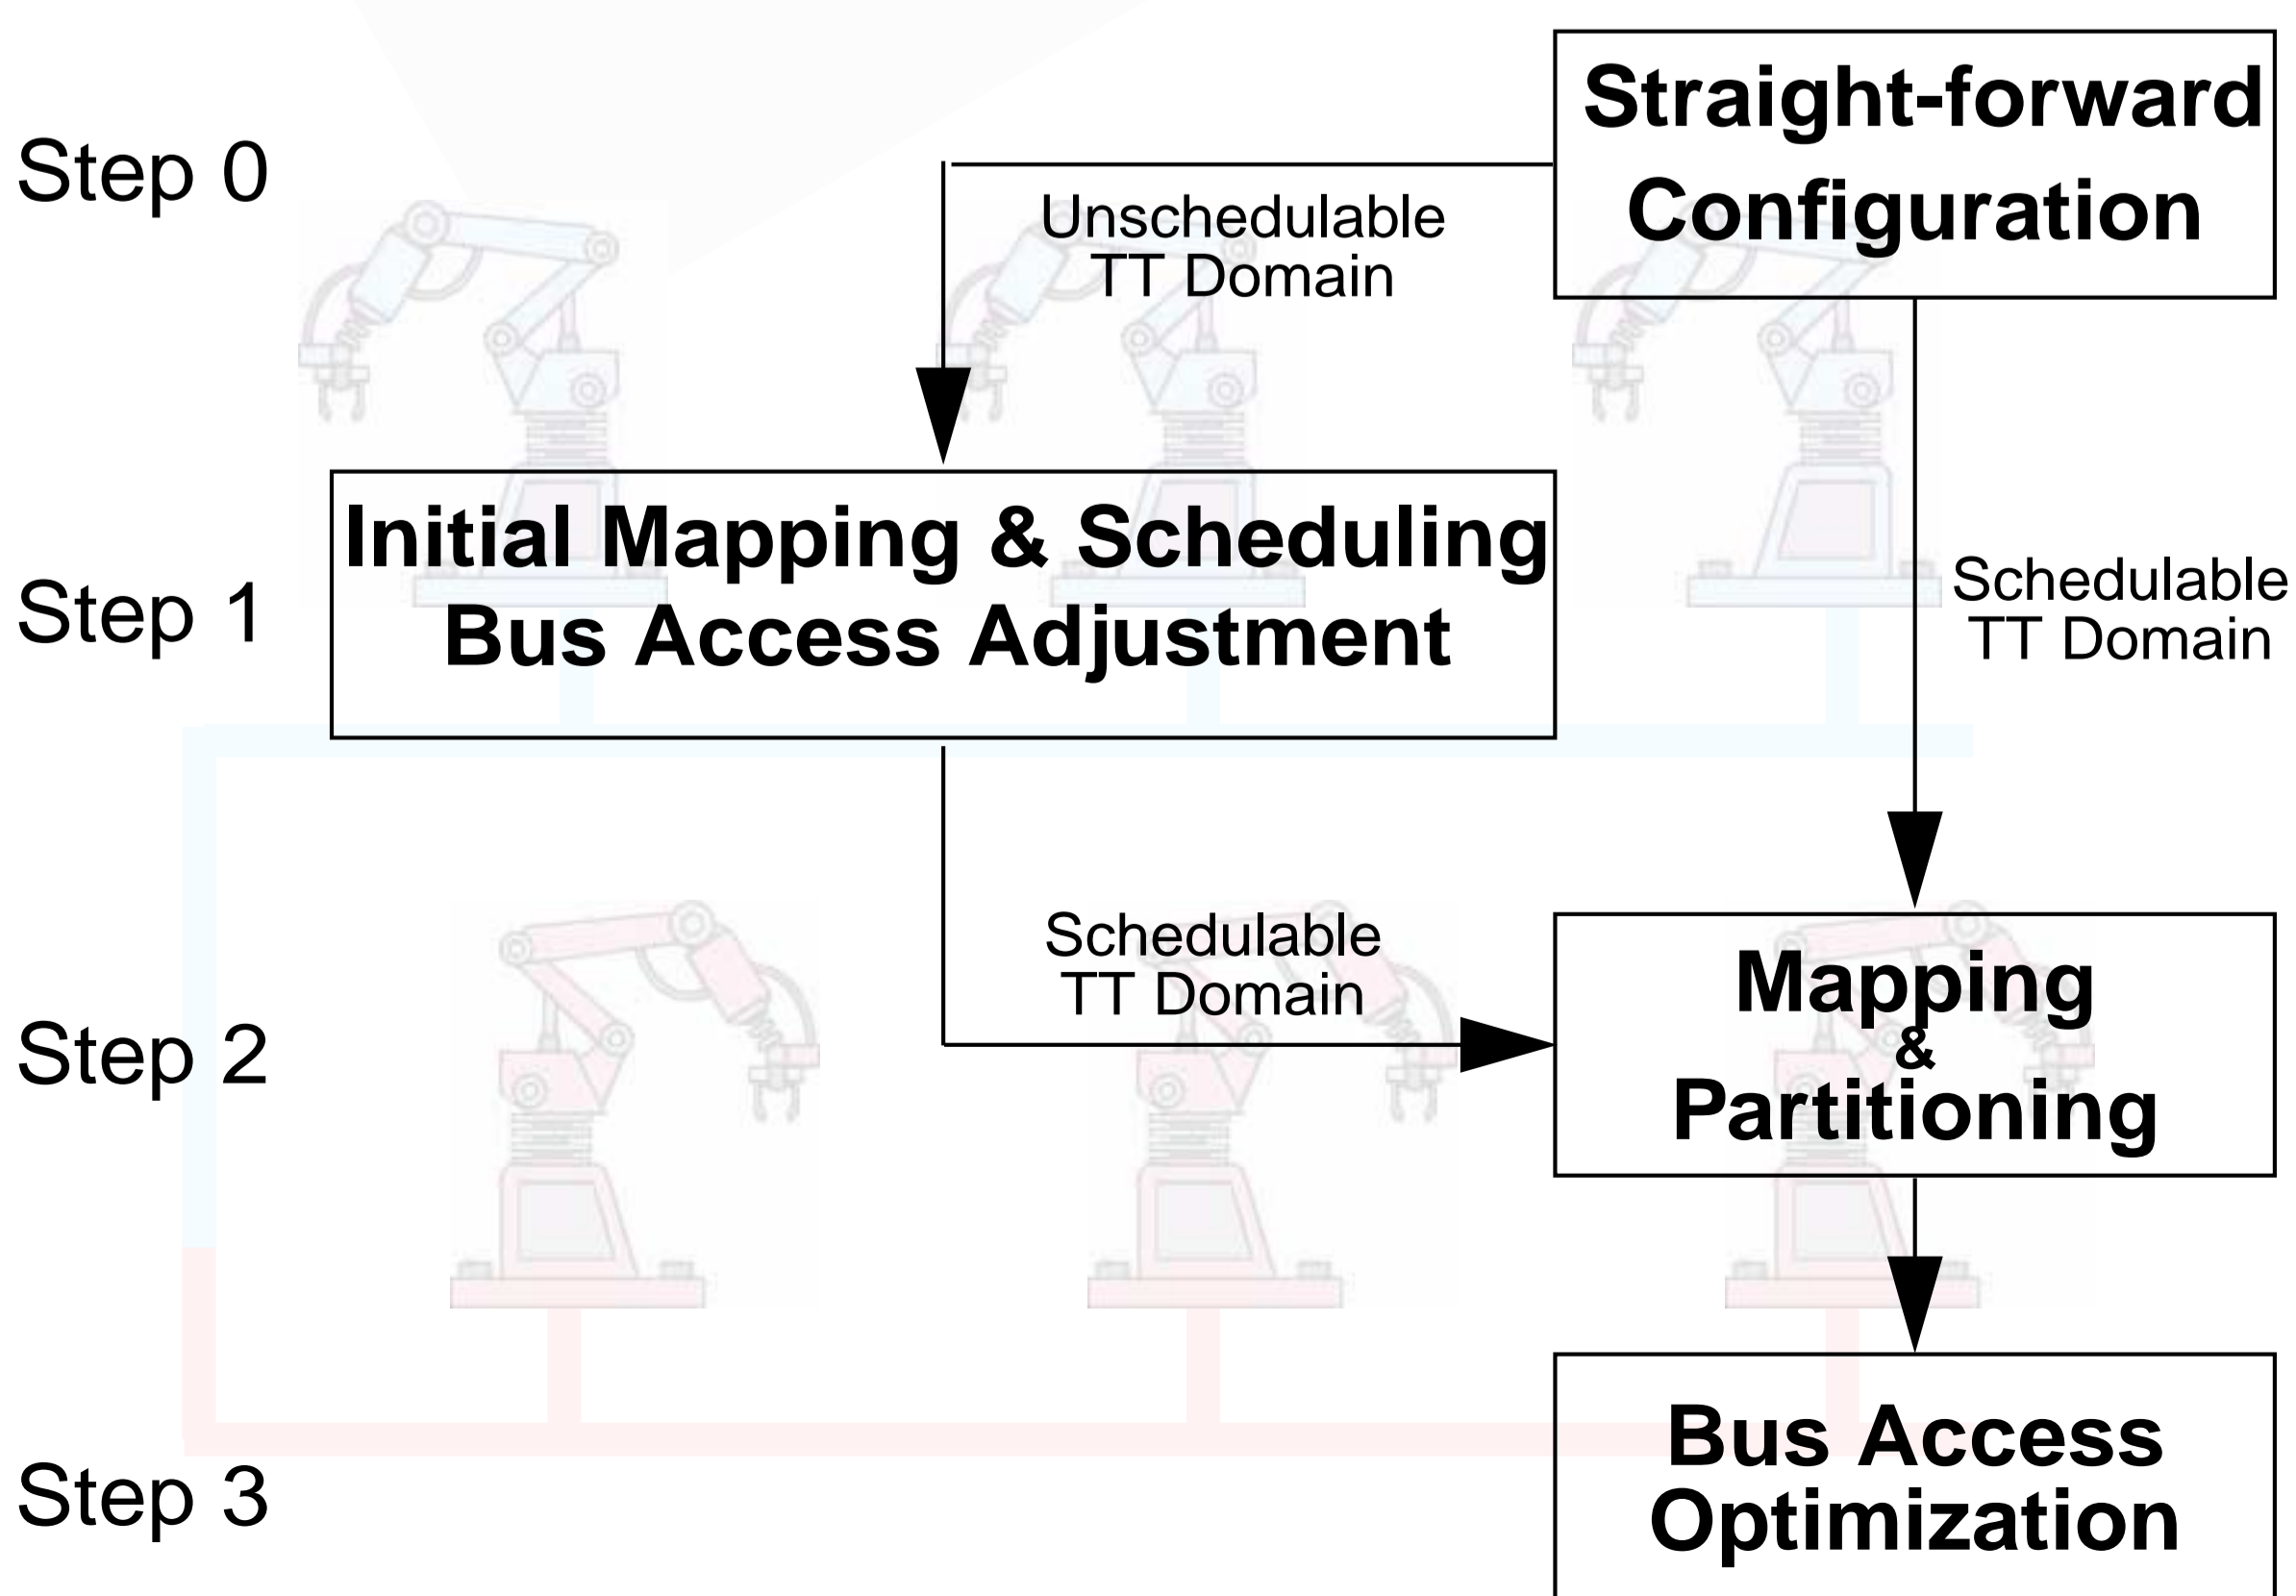 Straight-forward
Configuration
Step 0
Unschedulable
TT Domain
Initial Mapping & Scheduling
Bus Access Adjustment
Step 1
Schedulable
TT Domain
Schedulable
TT Domain
Step 2
Mapping
&
Partitioning
Bus Access
Optimization
Step 3